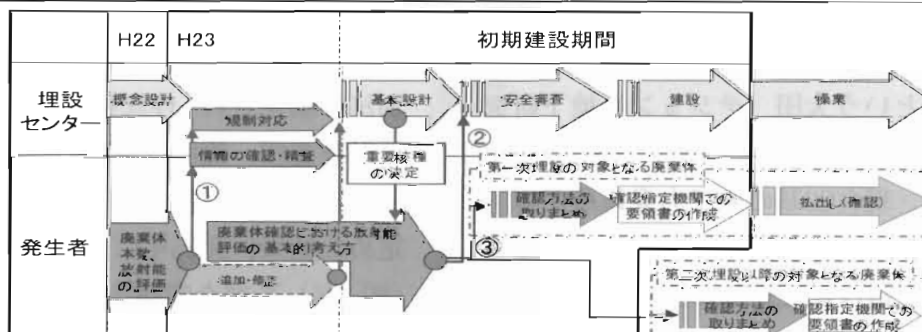 H22
H23
初期建設期間
埋設
センター
概念設計
基本設計
安全審査
建設
操業
規制対応
②
情報の確認・精査
重要核種
の決定
第一次埋設の対象となる廃棄体
①
確認方法の
取りまとめ
確認指定機関での
要領書の作成
搬出(確認)
発生者
廃棄体
本数、
放射能
の評価
廃棄体確認における放射能
評価の基本的考え方
③
追加・修正
第二次埋設以降の対象となる廃棄体
確認方法の
取りまとめ
確認指定機関での
要領書の作成